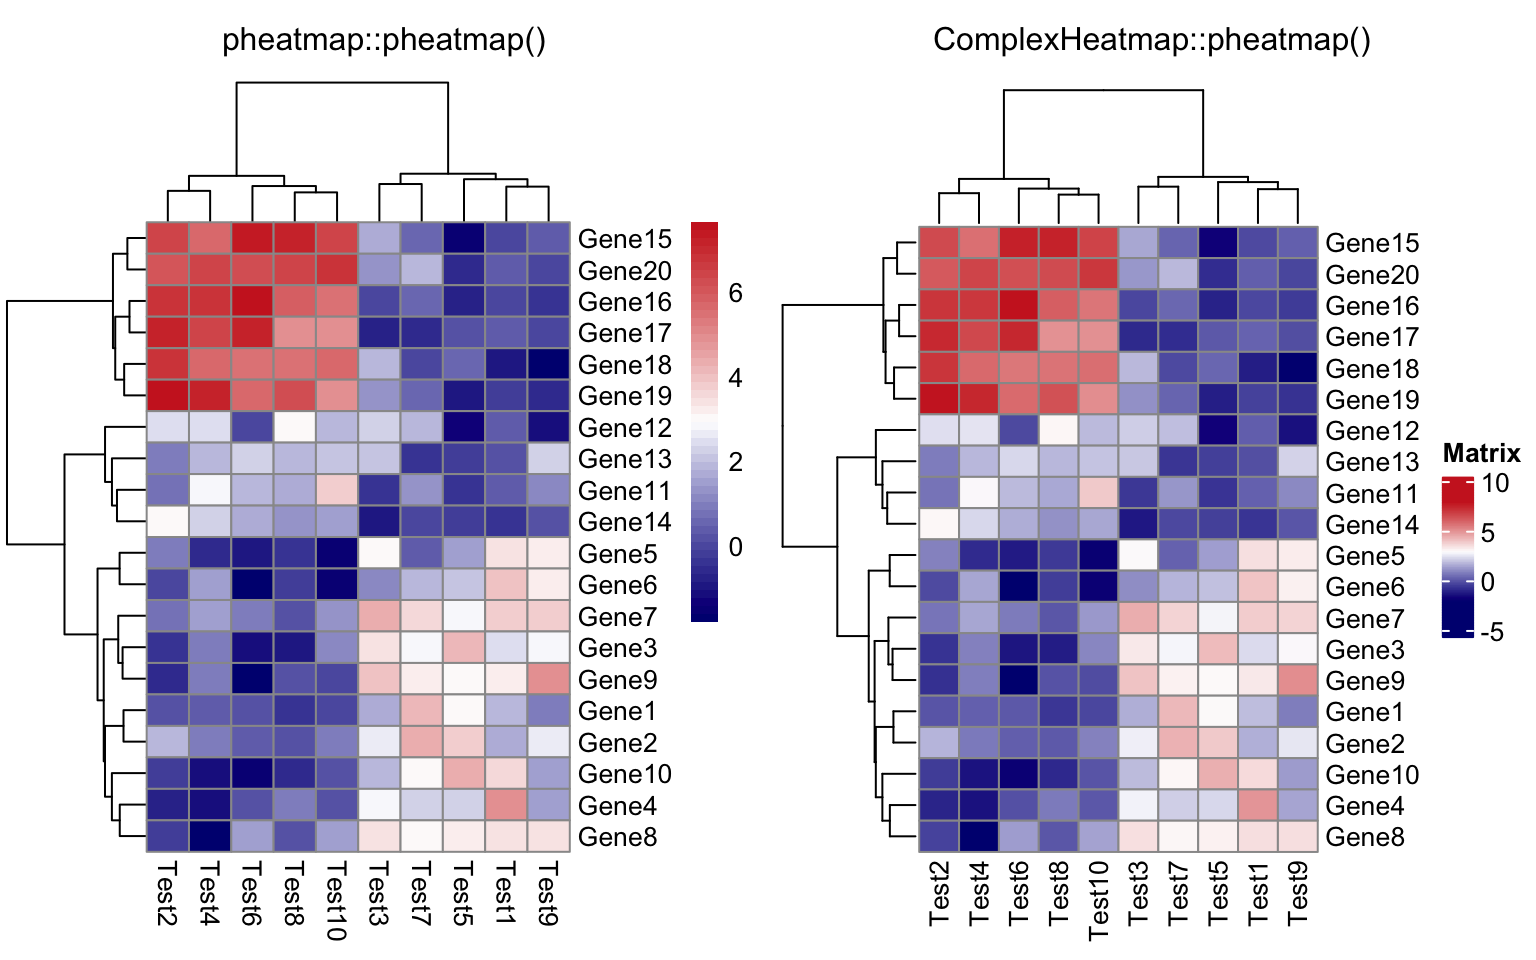 pheatmap::pheatmap()
Gene15
Gene20
Gene16
Gene17
Gene18
Gene19
Gene12
Gene13
Gene11
Gene14
Gene5
Gene6
Gene7
Gene3
Gene9
Gene1
Gene2
Gene10
Gene4
Gene8
Test2 Test4 Test6 Test8 Test10 Test3 Test7 Test5 Test1 Test9
6
4
2
0
ComplexHeatmap::pheatmap()
Gene15
Gene20
Gene16
Gene17
Gene18
Gene19
Gene12
Gene13
Gene11
Gene14
Gene5
Gene6
Gene7
Gene3
Gene9
Gene1
Gene2
Gene10
Gene4
Gene8
Test2 Test4 Test6 Test8 Test10 Test3 Test7 Test5 Test1 Test9
Matrix
10
5
0
-5